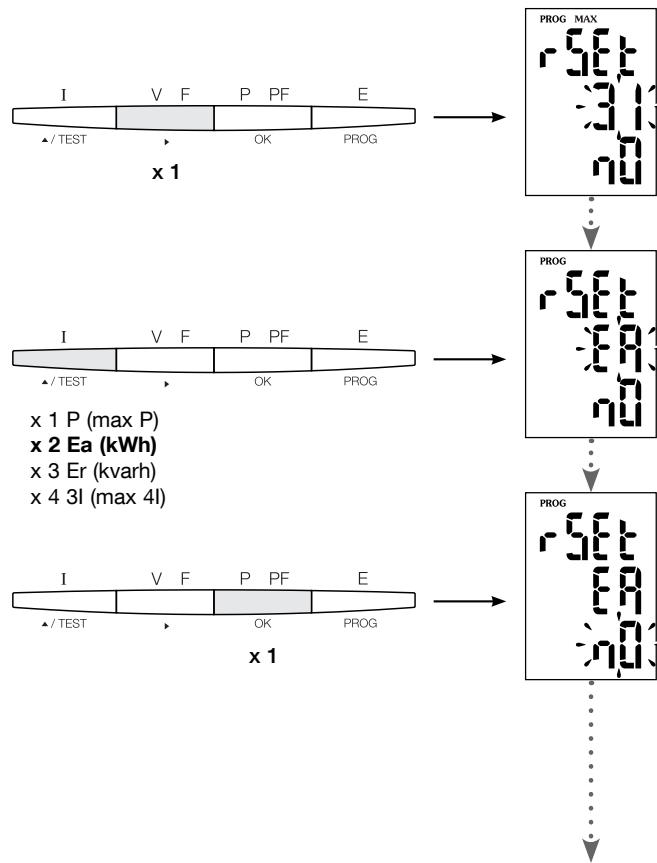 PROG MAX
rSEt
3I
nO
I V F P PF E
▲ / TEST ▸ OK PROG
x 1
PROG
rSEt
EA
nO
I V F P PF E
▲ / TEST ▸ OK PROG
x 1 P (max P)
x 2 Ea (kWh)
x 3 Er (kvarh)
x 4 3I (max 4I)
PROG
rSEt
EA
nO
I V F P PF E
▲ / TEST ▸ OK PROG
x 1